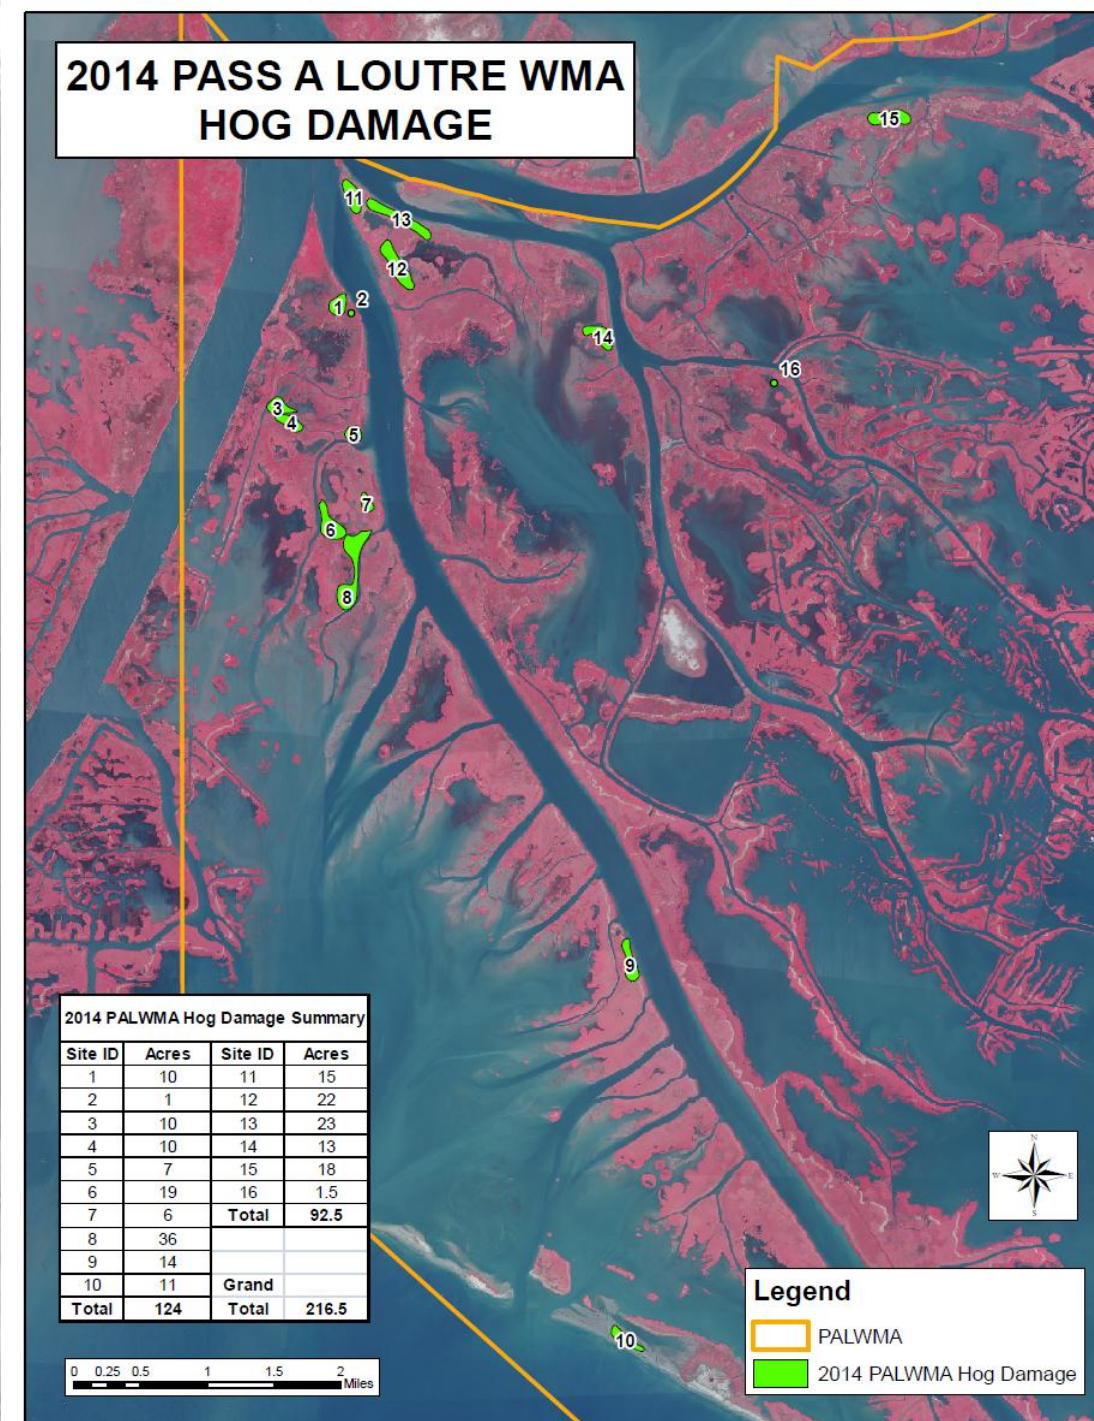 2014 PASS A LOUTRE WMA
HOG DAMAGE
15
11
13
12
1
2
14
16
3
4
5
7
6
8
9
10
2014 PALWMA Hog Damage Summary
Site ID Acres Site ID Acres
1 10 11 15
2 1 12 22
3 10 13 23
4 10 14 13
5 7 15 18
6 19 16 1.5
7 6 Total 92.5
8 36
9 14
10 11 Grand
Total 124 Total 216.5
N
W E
S
Legend
PALWMA
2014 PALWMA Hog Damage
0 0.25 0.5 1 1.5 2
Miles